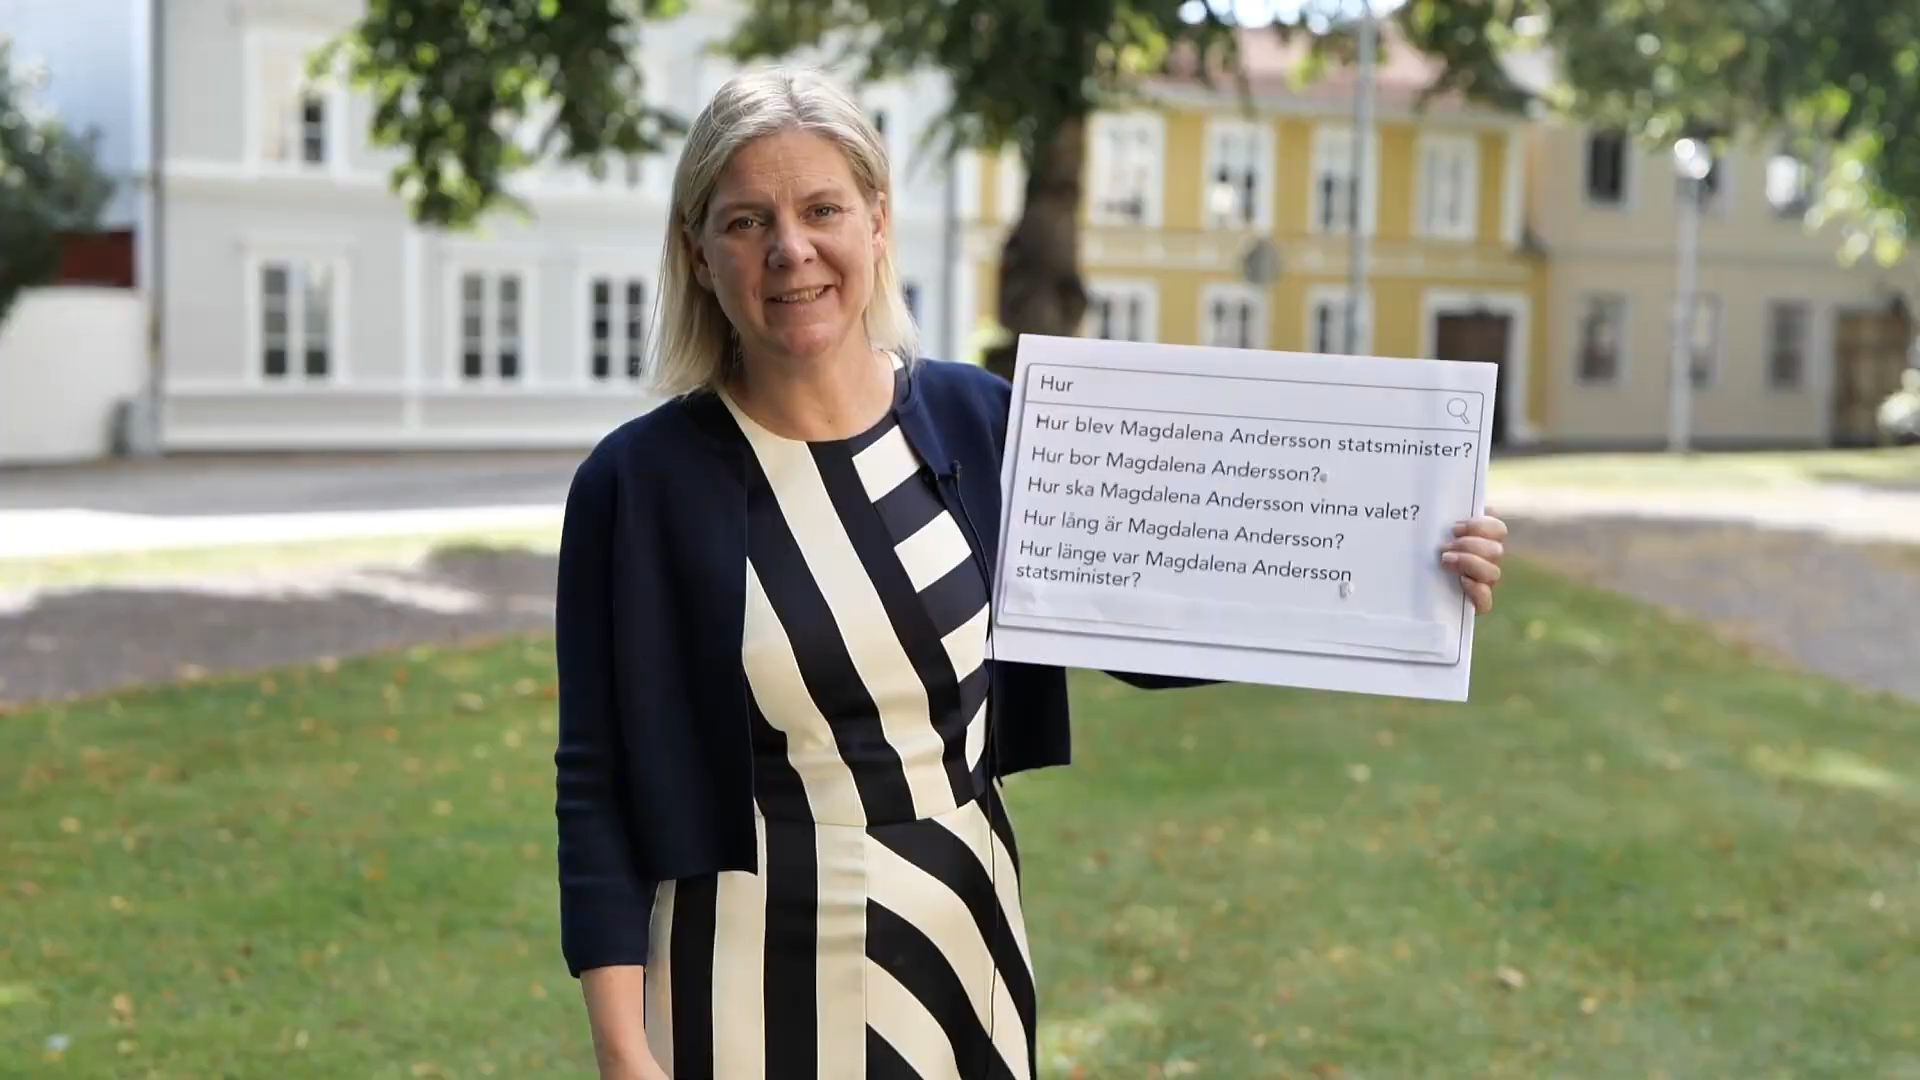 Hur
Hur blev Magdalena Andersson statsminister?
Hur bor Magdalena Andersson?
Hur ska Magdalena Andersson vinna valet?
Hur lång är Magdalena Andersson?
Hur länge var Magdalena Andersson
statsminister?